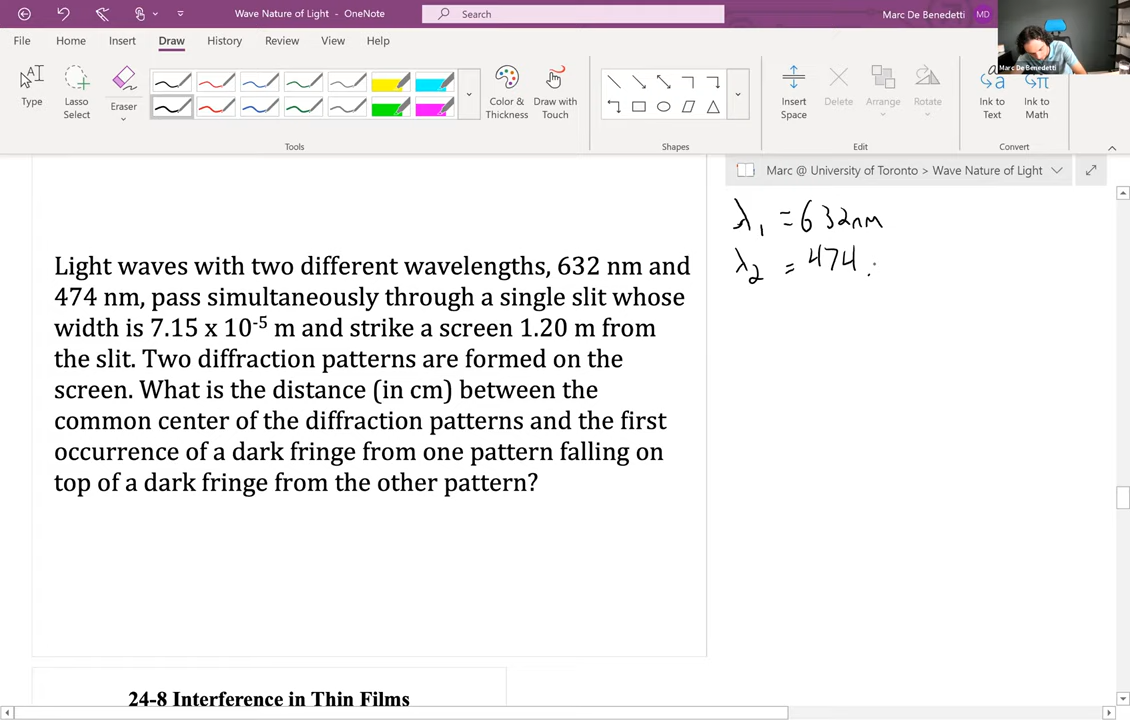 Wave Nature of Light - OneNote
Search
Marc De Benedetti
MD
File
Home
Insert
Draw
History
Review
View
Help
Marc De Benedetti
Type
Lasso Select
Eraser
Color & Thickness
Draw with Touch
Insert Space
Delete
Arrange
Rotate
Ink to Text
Ink to Math
Tools
Shapes
Edit
Convert
Marc @ University of Toronto > Wave Nature of Light
λ₁ = 632nm
λ₂ = 474
Light waves with two different wavelengths, 632 nm and
474 nm, pass simultaneously through a single slit whose
width is 7.15 x 10⁻⁵ m and strike a screen 1.20 m from
the slit. Two diffraction patterns are formed on the
screen. What is the distance (in cm) between the
common center of the diffraction patterns and the first
occurrence of a dark fringe from one pattern falling on
top of a dark fringe from the other pattern?
24-8 Interference in Thin Films